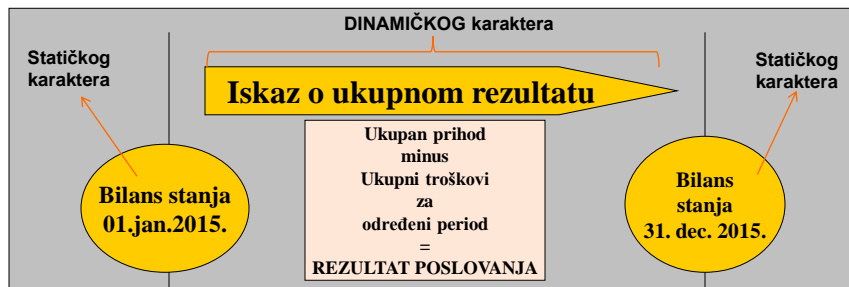 DINAMIČKOG karaktera
Statičkog
karaktera
Statičkog
karaktera
Iskaz o ukupnom rezultatu
Ukupan prihod
minus
Ukupni troškovi
za
određeni period
=
REZULTAT POSLOVANJA
Bilans stanja
01.jan.2015.
Bilans
stanja
31. dec. 2015.